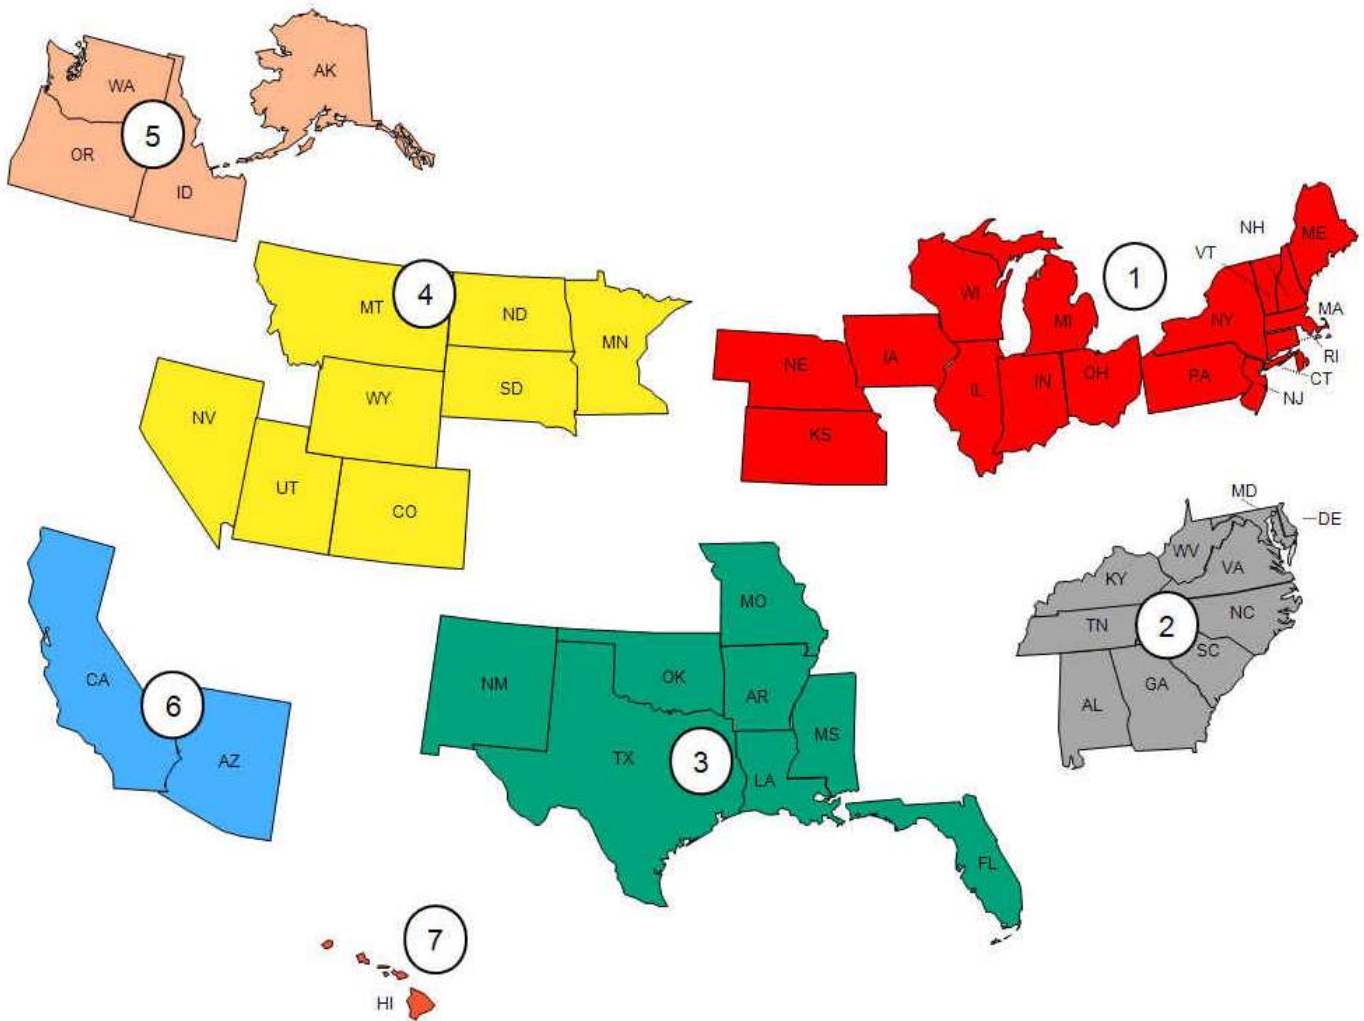 AK
WA
5
OR
ID
NH
ME
VT
1
4
MT
WI
MA
ND
NY
MI
MN
RI
NE
IA
OH
PA
CT
SD
IN
IL
NJ
WY
NV
KS
UT
MD
CO
DE
WV
VA
KY
MO
NC
TN
2
SC
OK
CA
NM
GA
AR
6
AL
MS
TX
3
AZ
LA
FL
7
HI